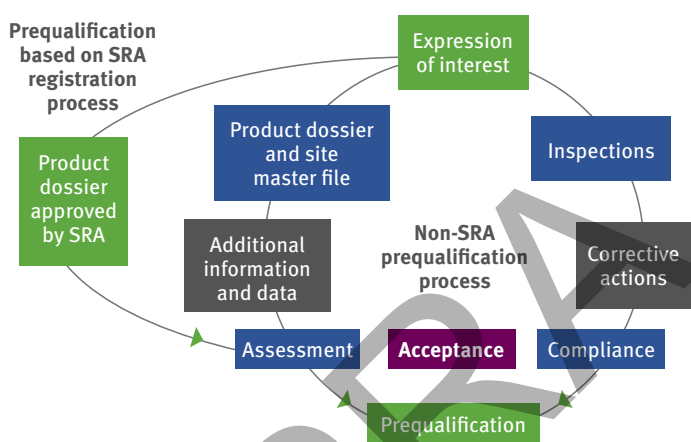 Prequalification
based on SRA
registration
process
Expression
of interest
Product
dossier
approved
by SRA
Product dossier
and site
master file
Inspections
Additional
information
and data
Non-SRA
prequalification
process
Corrective
actions
Assessment
Acceptance
Compliance
Prequalification
RA